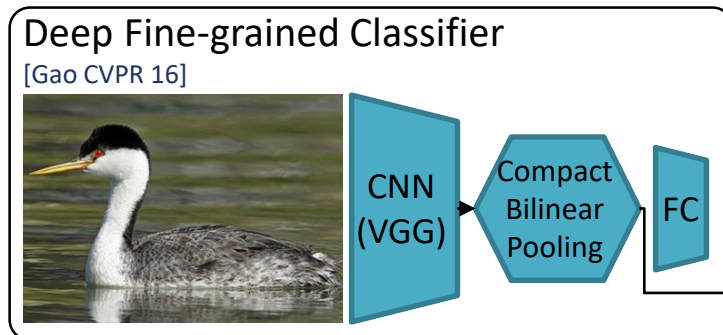 Deep Fine-grained Classifier
[Gao CVPR 16]
CNN
(VGG)
Compact
Bilinear
Pooling
FC